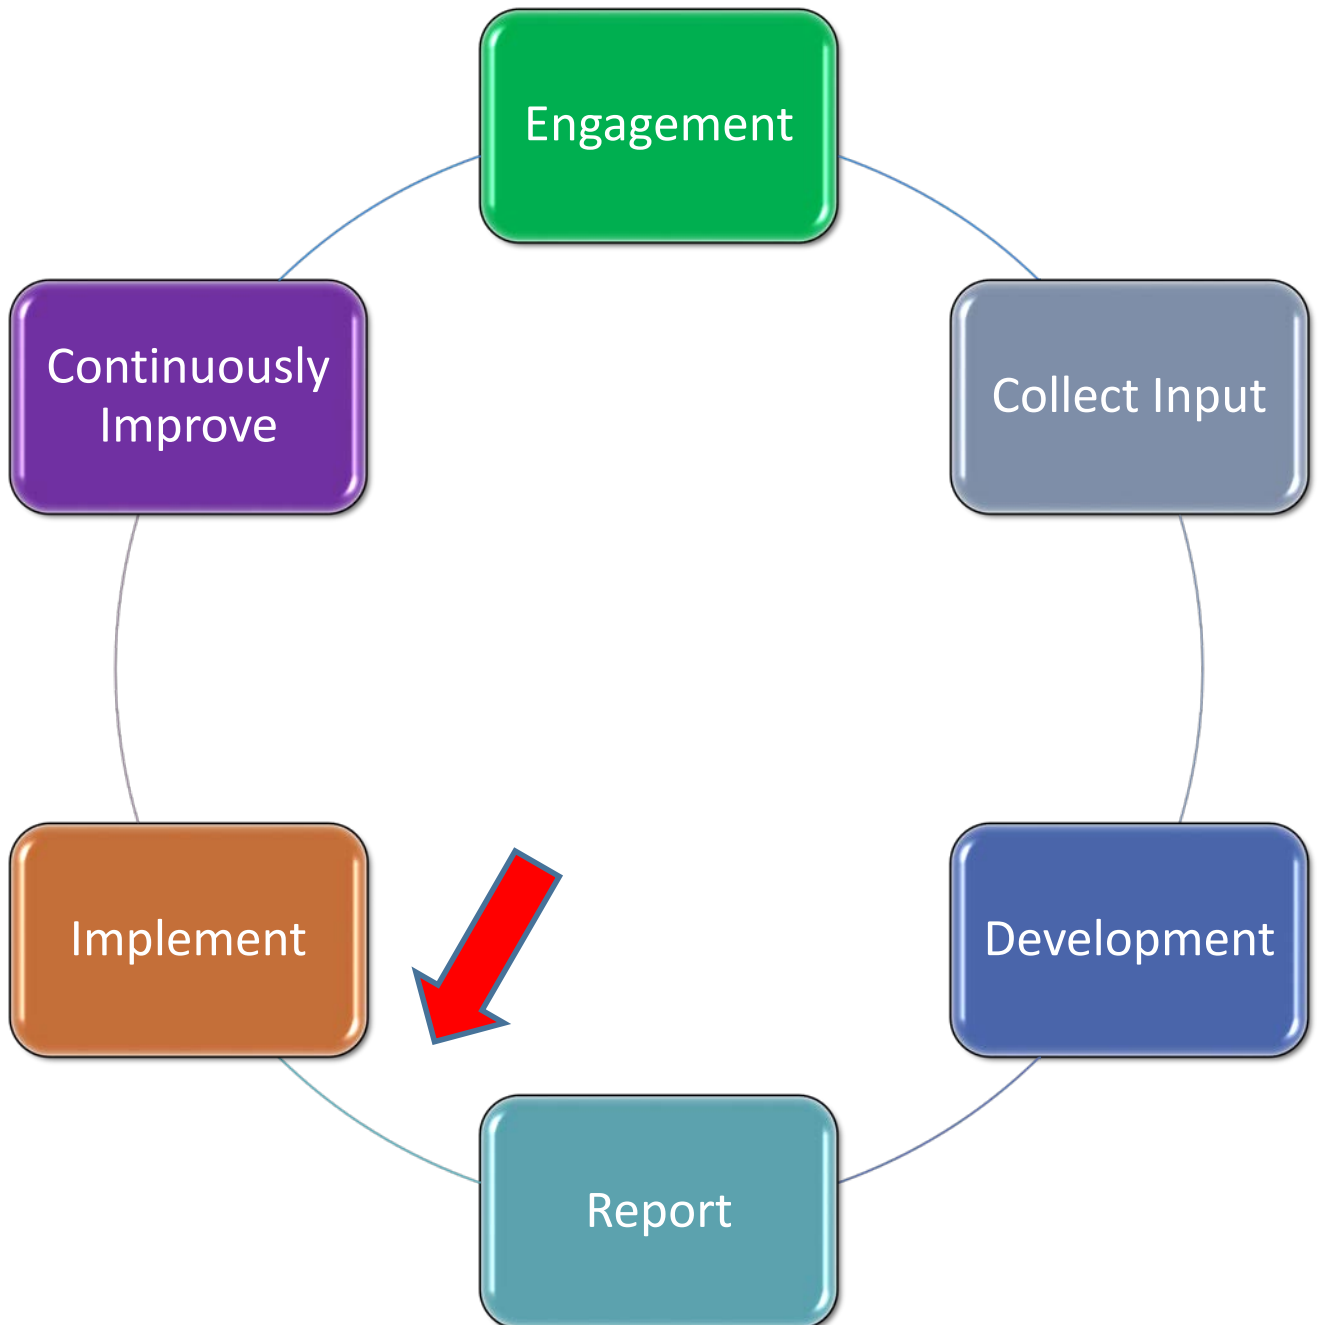 Engagement
Collect Input
Development
Report
Implement
Continuously
Improve